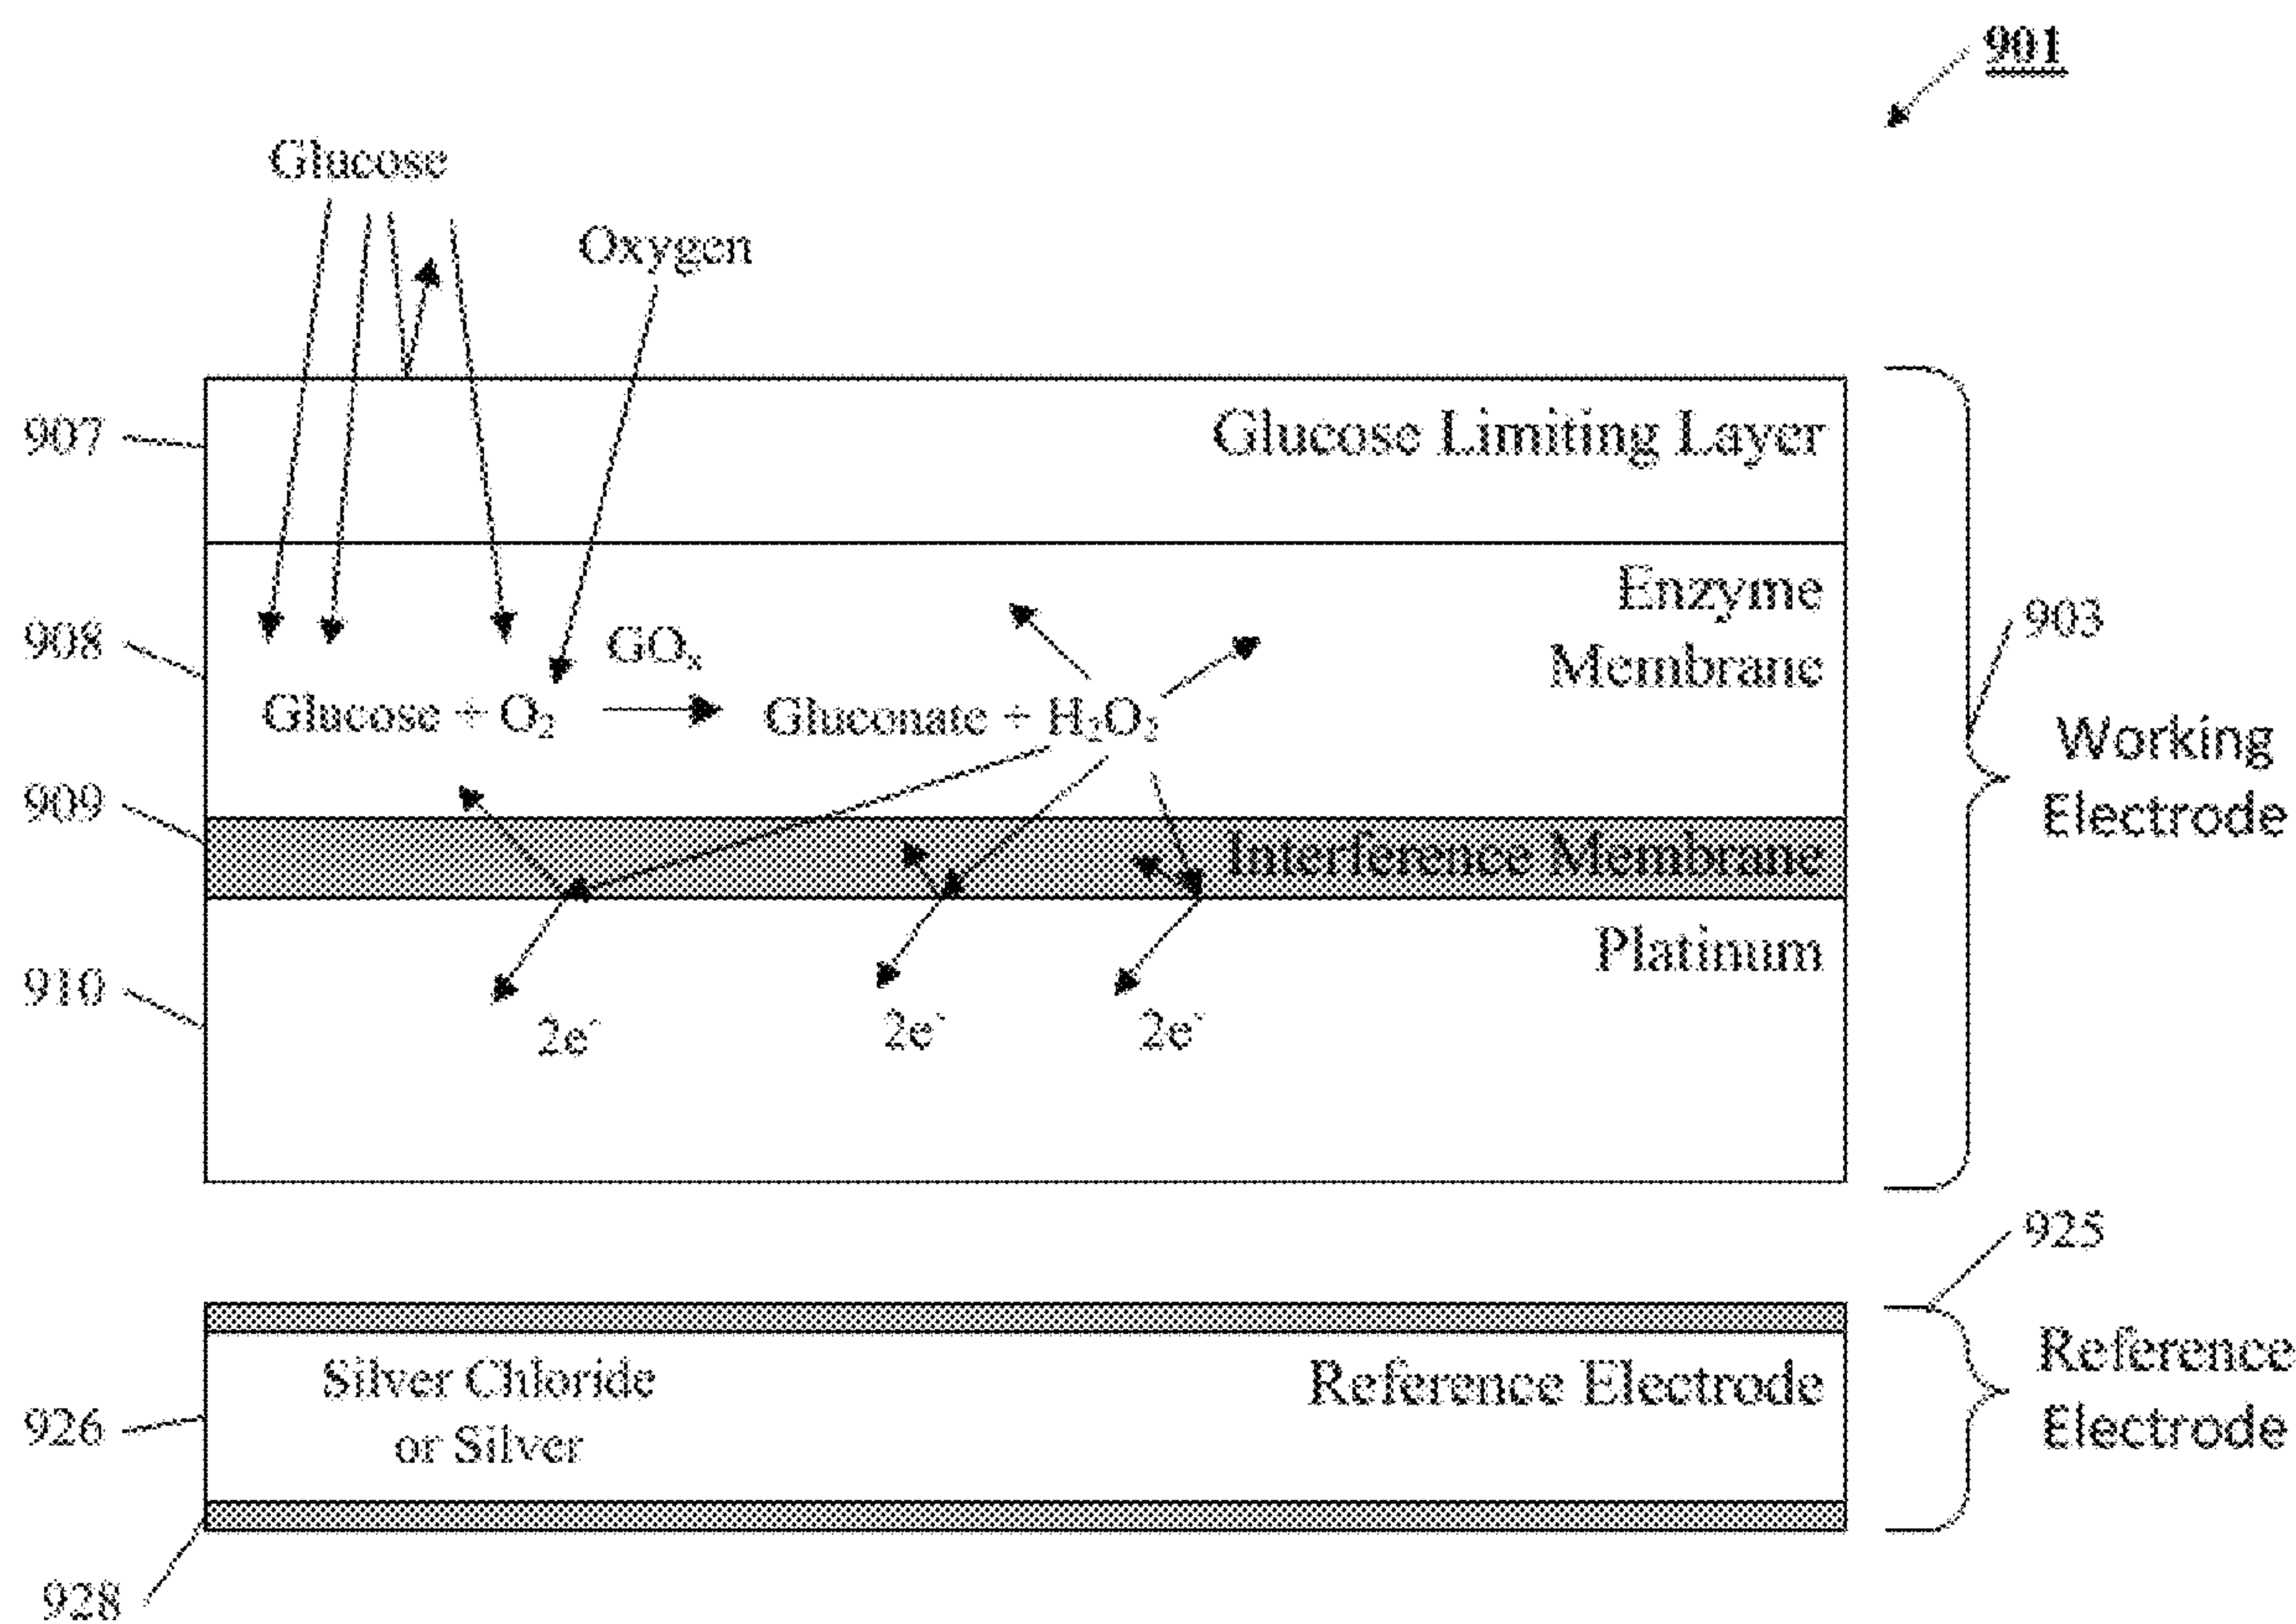 901
Glucose
Oxygen
907
Glucose Limiting Layer
908
Enzyme
Membrane
903
GOₓ
Glucose + O₂
Gluconate + H₂O₂
Working
Electrode
909
Interference Membrane
910
Platinum
2e⁻
2e⁻
2e⁻
925
926
Silver Chloride
or Silver
Reference Electrode
Reference
Electrode
928